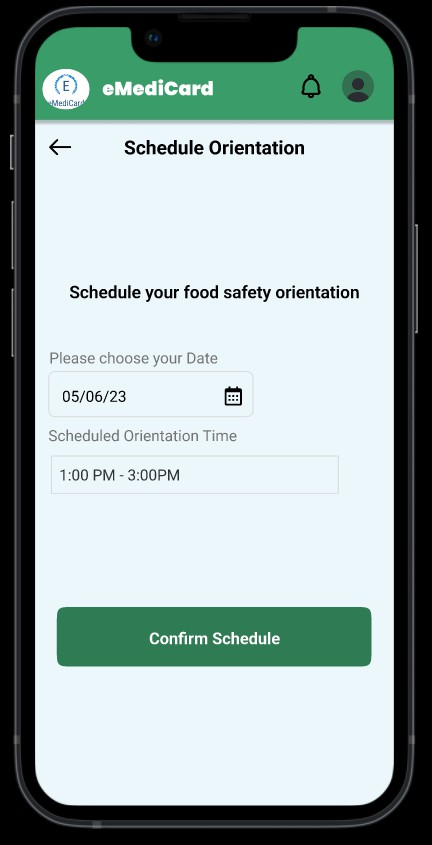 E
eMediCard
eMediCard
Schedule Orientation
Schedule your food safety orientation
Please choose your Date
05/06/23
Scheduled Orientation Time
1:00 PM - 3:00PM
Confirm Schedule